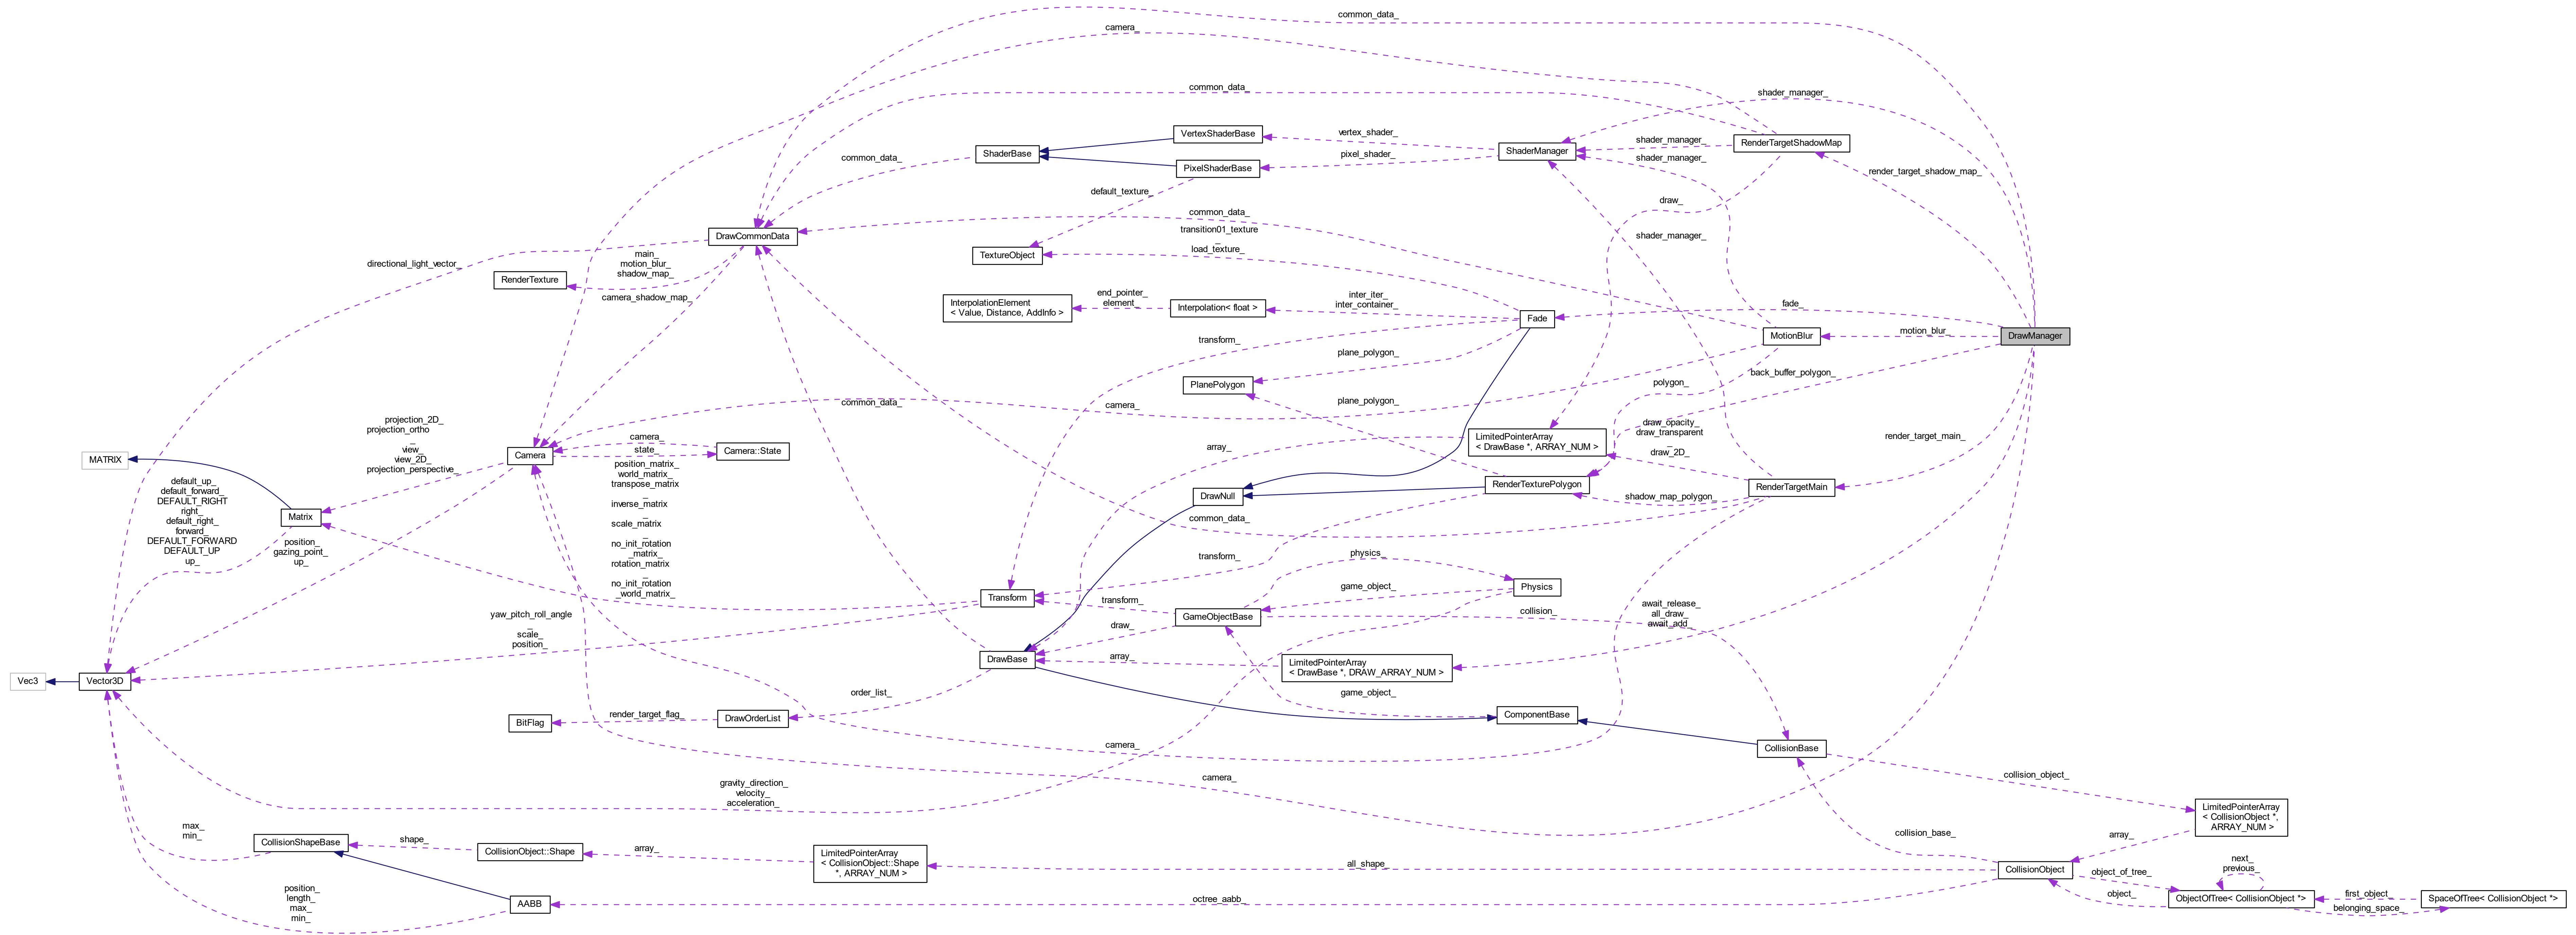 common_data_
camera_
common_data_
shader_manager_
VertexShaderBase
vertex_shader_
shader_manager_
RenderTargetShadowMap
ShaderBase
common_data_
PixelShaderBase
pixel_shader_
ShaderManager
shader_manager_
render_target_shadow_map_
default_texture_
draw_
DrawCommonData
common_data_
transition01_texture
_
load_texture_
shader_manager_
TextureObject
directional_light_vector_
main_
motion_blur_
shadow_map_
RenderTexture
camera_shadow_map_
InterpolationElement
< Value, Distance, AddInfo >
end_pointer_
element_
Interpolation< float >
inter_iter_
inter_container_
Fade
fade_
MotionBlur
motion_blur_
DrawManager
transform_
plane_polygon_
PlanePolygon
back_buffer_polygon_
polygon_
common_data_
camera_
plane_polygon_
projection_2D_
projection_ortho
_
view_
view_2D_
projection_perspective_
camera_
state_
Camera
Camera::State
array_
LimitedPointerArray
< DrawBase *, ARRAY_NUM >
draw_opacity_
draw_transparent
_
draw_2D_
render_target_main_
MATRIX
position_matrix_
world_matrix_
transpose_matrix
_
inverse_matrix
_
scale_matrix
_
no_init_rotation
_matrix_
rotation_matrix
_
no_init_rotation
_world_matrix_
default_up_
default_forward_
DEFAULT_RIGHT
right_
default_right_
forward_
DEFAULT_FORWARD
DEFAULT_UP
up_
Matrix
position_
gazing_point_
up_
DrawNull
RenderTexturePolygon
shadow_map_polygon_
RenderTargetMain
common_data_
transform_
physics_
Physics
Transform
transform_
game_object_
GameObjectBase
yaw_pitch_roll_angle
_
scale_
position_
draw_
collision_
await_release_
all_draw_
await_add_
DrawBase
array_
LimitedPointerArray
< DrawBase *, DRAW_ARRAY_NUM >
Vec3
Vector3D
order_list_
game_object_
BitFlag
render_target_flag_
DrawOrderList
ComponentBase
camera_
CollisionBase
camera_
collision_object_
gravity_direction_
velocity_
acceleration_
LimitedPointerArray
< CollisionObject *,
ARRAY_NUM >
max_
min_
CollisionShapeBase
shape_
CollisionObject::Shape
array_
LimitedPointerArray
< CollisionObject::Shape
*, ARRAY_NUM >
all_shape_
collision_base_
array_
CollisionObject
object_of_tree_
next_
previous_
object_
ObjectOfTree< CollisionObject *>
first_object_
belonging_space_
SpaceOfTree< CollisionObject *>
position_
length_
max_
min_
AABB
octree_aabb_